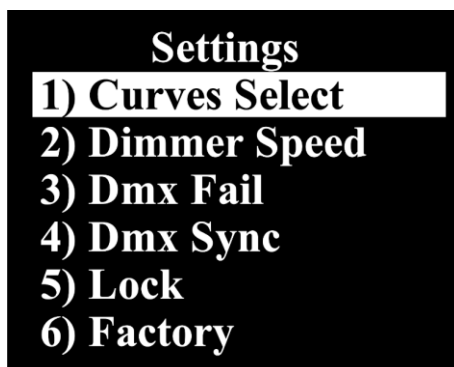 Settings
1) Curves Select
2) Dimmer Speed
3) Dmx Fail
4) Dmx Sync
5) Lock
6) Factory